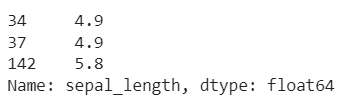 34 4.9
37 4.9
142 5.8
Name: sepal_length, dtype: float64